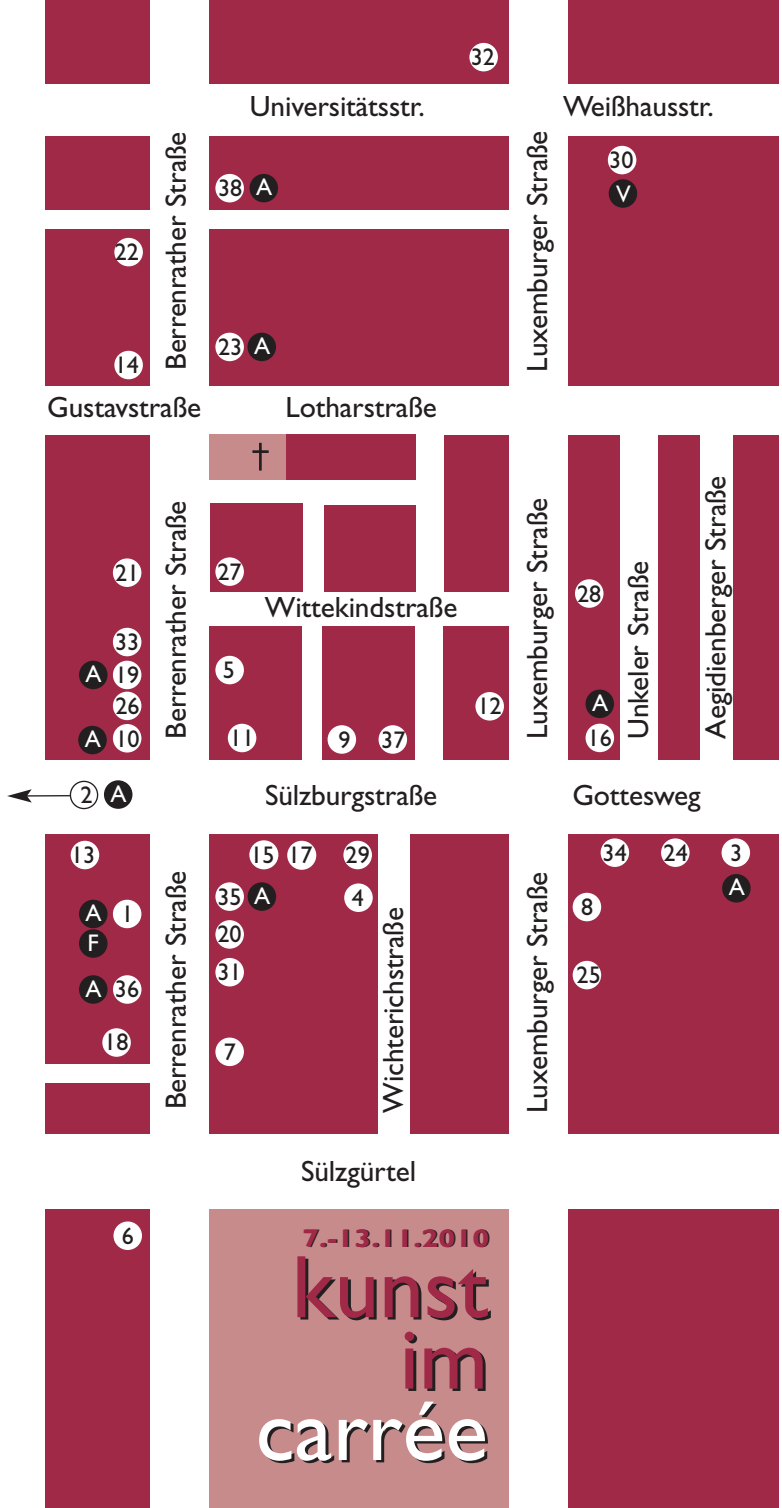 32
Universitätsstr. Weißhausstr.
Berrenrather Straße
Luxemburger Straße
30
V
38 A
22
23 A
14
Gustavstraße Lotharstraße
†
Berrenrather Straße
Luxemburger Straße
Unkeler Straße
Aegidienberger Straße
21
27
28
Wittekindstraße
33
5
A 19
26
12
A
A 10
11
9 37
16
2 A
Sülzburgstraße Gottesweg
13
15 17 29
34 24 3
A
A 1
F
35 A 4
8
20
31
25
A 36
18
7
Berrenrather Straße
Wichterichstraße
Luxemburger Straße
Sülzgürtel
6
7.-13.11.2010
kunst
im
carrée